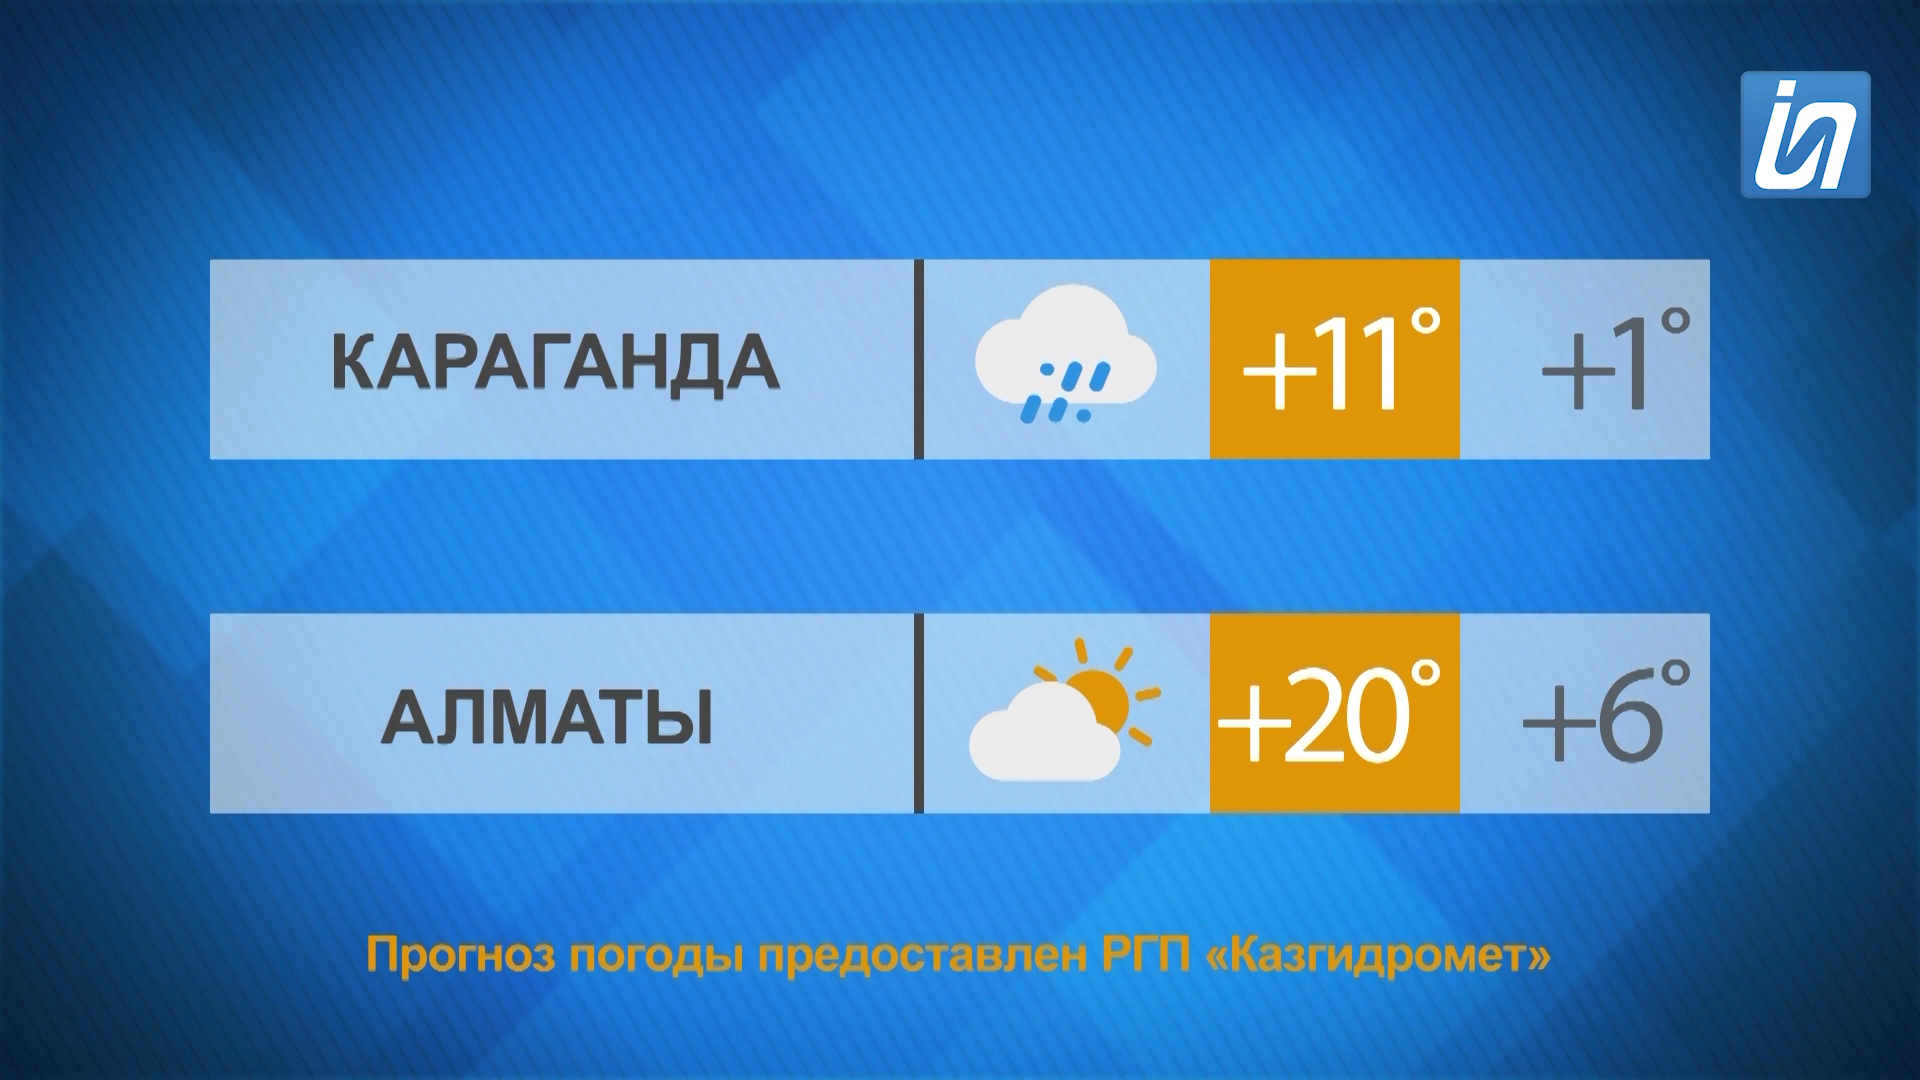 КАРАГАНДА +11° +1°
АЛМАТЫ +20° +6°
Прогноз погоды предоставлен РГП «Казгидромет»